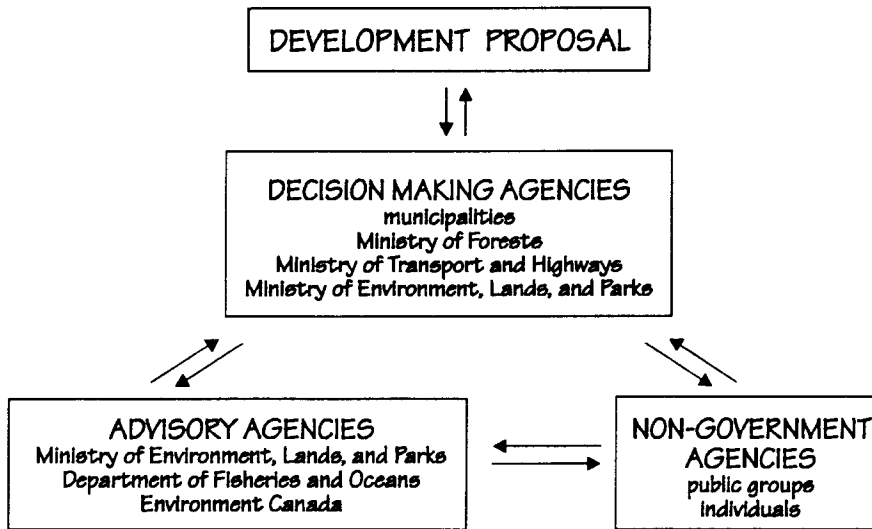 DEVELOPMENT PROPOSAL
DECISION MAKING AGENCIES
municipalities
Ministry of Forests
Ministry of Transport and Highways
Ministry of Environment, Lands, and Parks
ADVISORY AGENCIES
Ministry of Environment, Lands, and Parks
Department of Fisheries and Oceans
Environment Canada
NON-GOVERNMENT
AGENCIES
public groups
individuals